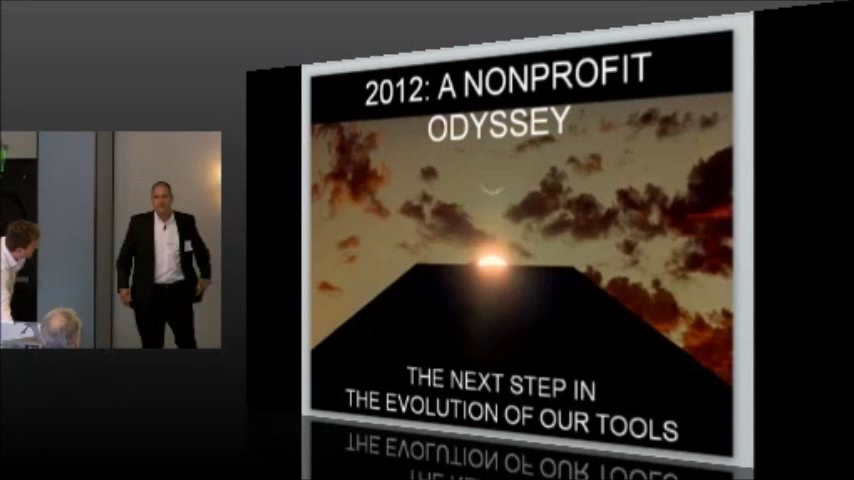 2012: A NONPROFIT
ODYSSEY
THE NEXT STEP IN
THE EVOLUTION OF OUR TOOLS